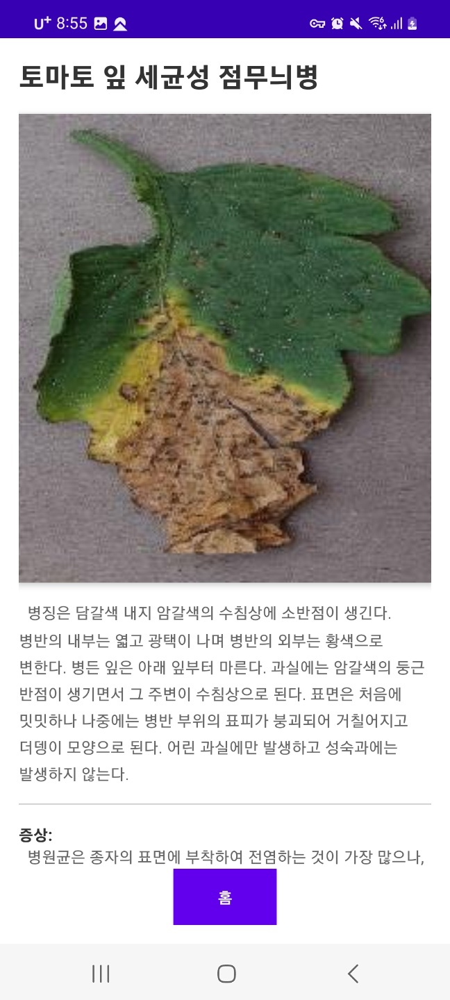 U+ 8:55
토마토 잎 세균성 점무늬병
병징은 담갈색 내지 암갈색의 수침상에 소반점이 생긴다.
병반의 내부는 엷고 광택이 나며 병반의 외부는 황색으로
변한다. 병든 잎은 아래 잎부터 마른다. 과실에는 암갈색의 둥근
반점이 생기면서 그 주변이 수침상으로 된다. 표면은 처음에
밋밋하나 나중에는 병반 부위의 표피가 붕괴되어 거칠어지고
더뎅이 모양으로 된다. 어린 과실에만 발생하고 성숙과에는
발생하지 않는다.
증상:
병원균은 종자의 표면에 부착하여 전염하는 것이 가장 많으나,
홈